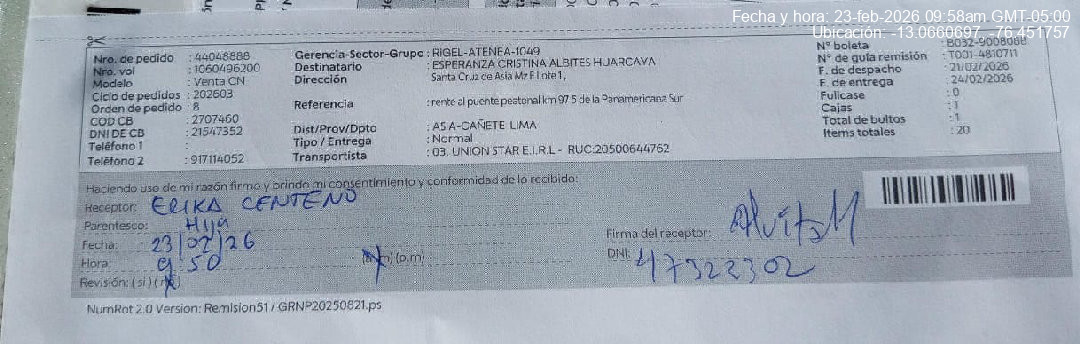 Fecha y hora: 23-feb-2026 09:58am GMT-05:00
Ubicación: -13.0660697, -76.451757
Nro. de pedido : 44048888
Nro. vol : 1060496200
Modelo : Venta CN
Ciclo de pedidos : 202603
Orden de pedido : 8
COD CB : 2707460
DNI DE CB : 21547352
Teléfono 1 :
Teléfono 2 : 917114052
Gerencia-Sector-Grupo : RIGEL-ATENEA-1049
Destinatario : ESPERANZA CRISTINA ALBITES HUARCAYA
Dirección : Santa Cruz de Asia Mz F Lote 1,
Referencia : frente al puente peatonal km 97.5 de la Panamericana Sur
Dist/Prov/Dpto : ASIA-CAÑETE LIMA
Tipo / Entrega : Normal
Transportista : 03. UNION STAR E.I.R.L - RUC:20500644762
N° boleta : B032-9008088
N° de guía remisión : T001-4810711
F. de despacho : 21/02/2026
F. de entrega : 24/02/2026
Fullcase : 0
Cajas : 1
Total de bultos : 1
Items totales : 20
Haciendo uso de mi razón firmo y brindo mi consentimiento y conformidad de lo recibido:
Receptor: ERIKA CENTENO
Parentesco: Hija
Fecha: 23/02/26
Hora: 9 50 (p.m)
Revisión: (si) (no)
Firma del receptor:
DNI: 47323302
NumRot 2.0 Version: Remision51 / GRNP20250821.ps